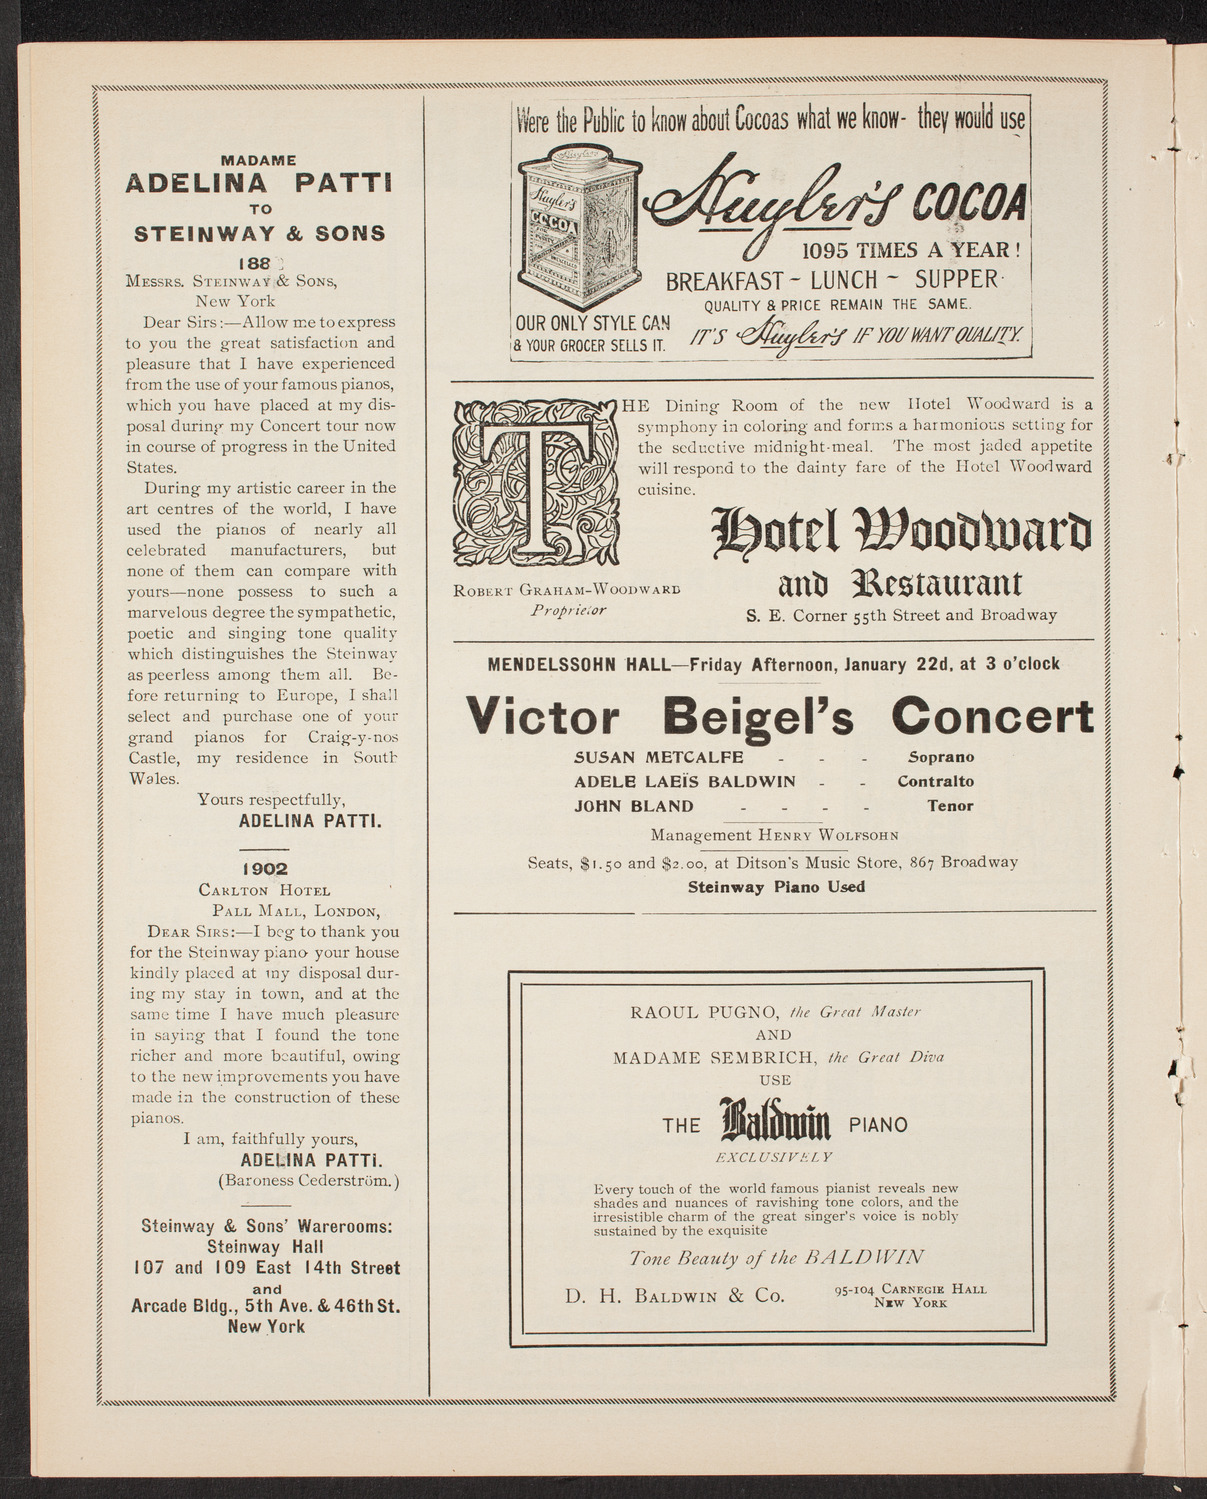 MADAME
ADELINA PATTI
TO
STEINWAY & SONS
188
Messrs. Steinway & Sons,
New York
Dear Sirs:—Allow me to express
to you the great satisfaction and
pleasure that I have experienced
from the use of your famous pianos,
which you have placed at my dis-
posal during my Concert tour now
in course of progress in the United
States.
During my artistic career in the
art centres of the world, I have
used the pianos of nearly all
celebrated manufacturers, but
none of them can compare with
yours—none possess to such a
marvelous degree the sympathetic,
poetic and singing tone quality
which distinguishes the Steinway
as peerless among them all. Be-
fore returning to Europe, I shall
select and purchase one of your
grand pianos for Craig-y-nos
Castle, my residence in South
Wales.
Yours respectfully,
ADELINA PATTI.
1902
Carlton Hotel
Pall Mall, London,
Dear Sirs:—I beg to thank you
for the Steinway piano your house
kindly placed at my disposal dur-
ing my stay in town, and at the
same time I have much pleasure
in saying that I found the tone
richer and more beautiful, owing
to the new improvements you have
made in the construction of these
pianos.
I am, faithfully yours,
ADELINA PATTI.
(Baroness Cederström.)
Steinway & Sons' Warerooms:
Steinway Hall
107 and 109 East 14th Street
and
Arcade Bldg., 5th Ave. & 46th St.
New York
Were the Public to know about Cocoas what we know- they would use
Huyler's
Huyler's
COCOA
Huyler's COCOA
1095 TIMES A YEAR!
BREAKFAST ~ LUNCH ~ SUPPER.
QUALITY & PRICE REMAIN THE SAME.
OUR ONLY STYLE CAN
& YOUR GROCER SELLS IT.
IT'S Huyler's IF YOU WANT QUALITY.
THE Dining Room of the new Hotel Woodward is a
symphony in coloring and forms a harmonious setting for
the seductive midnight-meal. The most jaded appetite
will respond to the dainty fare of the Hotel Woodward
cuisine.
Hotel Woodward
and Restaurant
Robert Graham-Woodward
Proprietor
S. E. Corner 55th Street and Broadway
MENDELSSOHN HALL—Friday Afternoon, January 22d, at 3 o'clock
Victor Beigel's Concert
SUSAN METCALFE - - - Soprano
ADELE LAEÏS BALDWIN - - Contralto
JOHN BLAND - - - - Tenor
Management Henry Wolfsohn
Seats, $1.50 and $2.00, at Ditson's Music Store, 867 Broadway
Steinway Piano Used
RAOUL PUGNO, the Great Master
AND
MADAME SEMBRICH, the Great Diva
USE
THE Baldwin PIANO
EXCLUSIVELY
Every touch of the world famous pianist reveals new
shades and nuances of ravishing tone colors, and the
irresistible charm of the great singer's voice is nobly
sustained by the exquisite
Tone Beauty of the BALDWIN
D. H. Baldwin & Co.
95-104 Carnegie Hall
New York